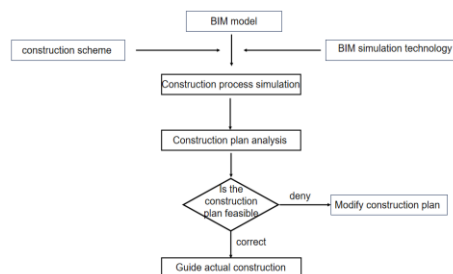 BIM model
construction scheme
BIM simulation technology
Construction process simulation
Construction plan analysis
Is the
construction
plan feasible
deny
Modify construction plan
correct
Guide actual construction